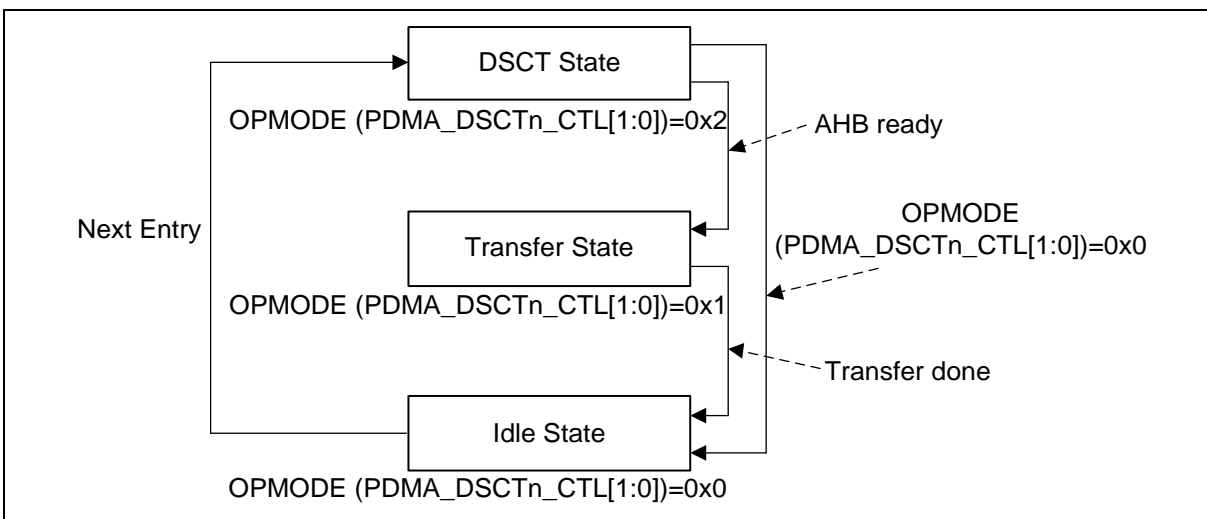 DSCT State
OPMODE (PDMA_DSCTn_CTL[1:0])=0x2
AHB ready
Next Entry
OPMODE
(PDMA_DSCTn_CTL[1:0])=0x0
Transfer State
OPMODE (PDMA_DSCTn_CTL[1:0])=0x1
Transfer done
Idle State
OPMODE (PDMA_DSCTn_CTL[1:0])=0x0